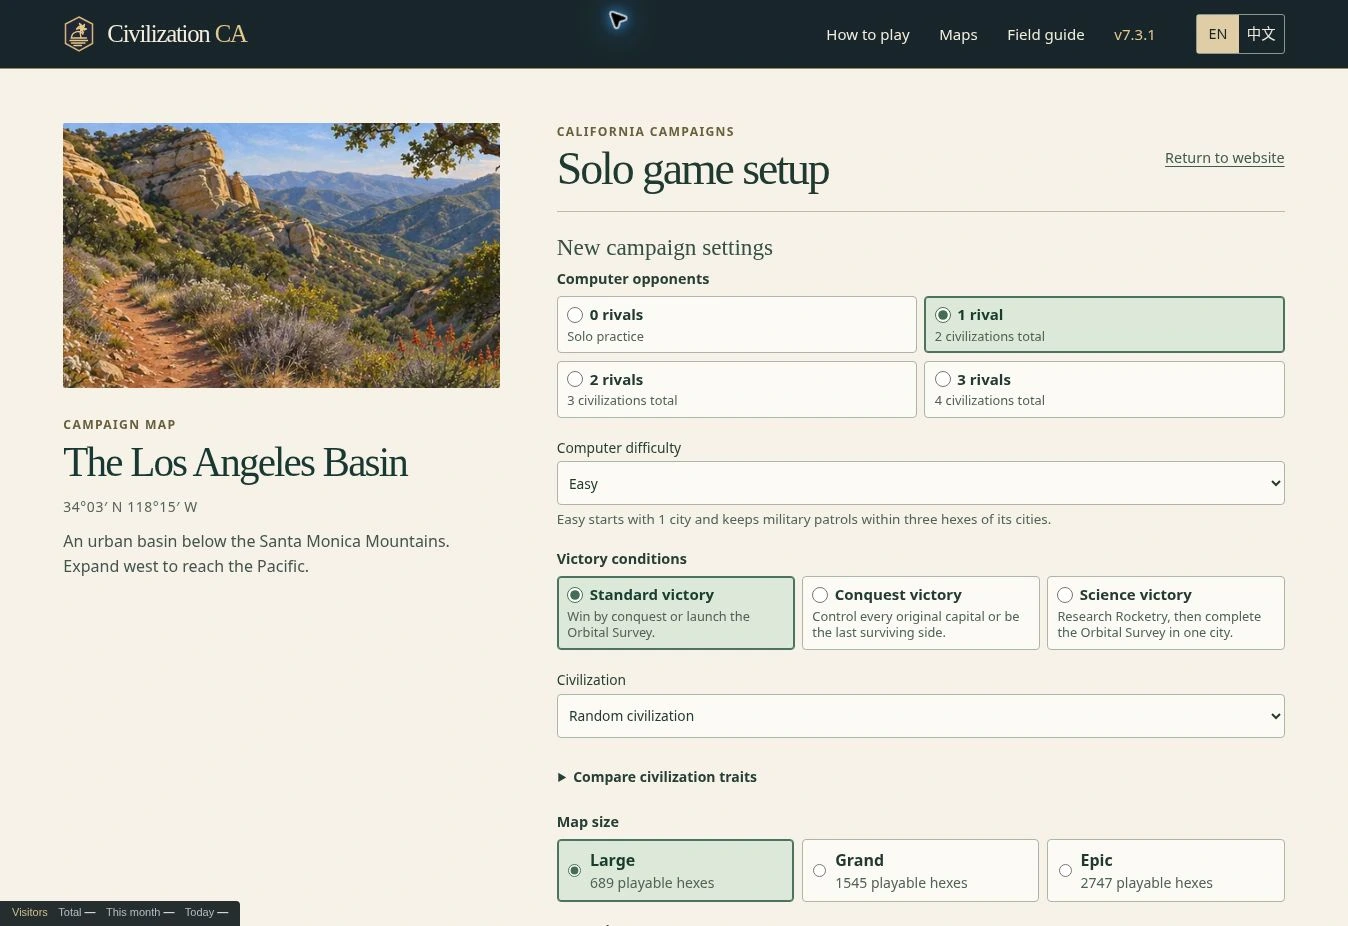 Civilization CA
How to play
Maps
Field guide
v7.3.1
EN
中文
CALIFORNIA CAMPAIGNS
Solo game setup
Return to website
CAMPAIGN MAP
The Los Angeles Basin
34°03′ N 118°15′ W
An urban basin below the Santa Monica Mountains.
Expand west to reach the Pacific.
New campaign settings
Computer opponents
0 rivals
Solo practice
1 rival
2 civilizations total
2 rivals
3 civilizations total
3 rivals
4 civilizations total
Computer difficulty
Easy
Easy starts with 1 city and keeps military patrols within three hexes of its cities.
Victory conditions
Standard victory
Win by conquest or launch the
Orbital Survey.
Conquest victory
Control every original capital or be
the last surviving side.
Science victory
Research Rocketry, then complete
the Orbital Survey in one city.
Civilization
Random civilization
Compare civilization traits
Map size
Large
689 playable hexes
Grand
1545 playable hexes
Epic
2747 playable hexes
Visitors Total — This month — Today —